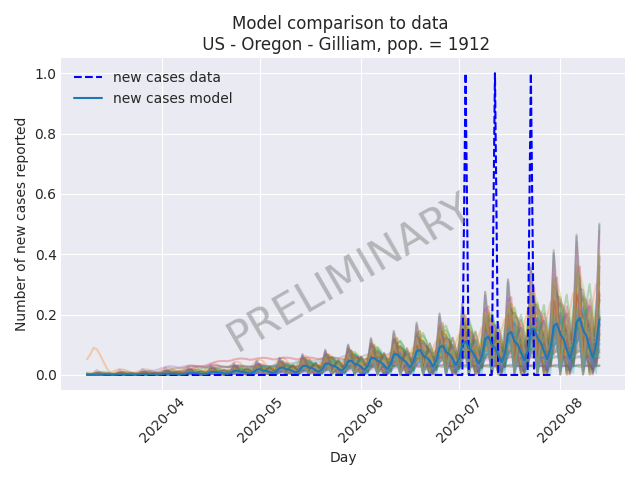 Model comparison to data
US - Oregon - Gilliam, pop. = 1912
new cases data
new cases model
Number of new cases reported
1.0
0.8
0.6
0.4
0.2
0.0
PRELIMINARY
2020-04
2020-05
2020-06
2020-07
2020-08
Day